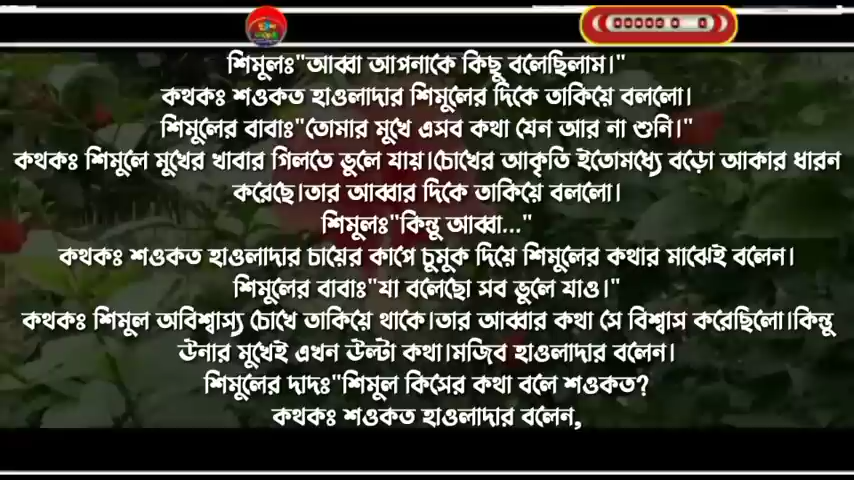 শিমুলঃ"আব্বা আপনাকে কিছু বলেছিলাম।"
কথকঃ শওকত হাওলাদার শিমুলের দিকে তাকিয়ে বললো।
শিমুলের বাবাঃ"তোমার মুখে এসব কথা যেন আর না শুনি।"
কথকঃ শিমুলে মুখের খাবার গিলতে ভুলে যায়।চোখের আকৃতি ইতোমধ্যে বড়ো আকার ধারন
করেছে।তার আব্বার দিকে তাকিয়ে বললো।
শিমুলঃ"কিন্তু আব্বা..."
কথকঃ শওকত হাওলাদার চায়ের কাপে চুমুক দিয়ে শিমুলের কথার মাঝেই বলেন।
শিমুলের বাবাঃ"যা বলেছো সব ভুলে যাও।"
কথকঃ শিমুল অবিশ্বাস্য চোখে তাকিয়ে থাকে।তার আব্বার কথা সে বিশ্বাস করেছিলো।কিন্তু
উনার মুখেই এখন উল্টা কথা।মজিব হাওলাদার বলেন।
শিমুলের দাদঃ"শিমুল কিসের কথা বলে শওকত?
কথকঃ শওকত হাওলাদার বলেন,